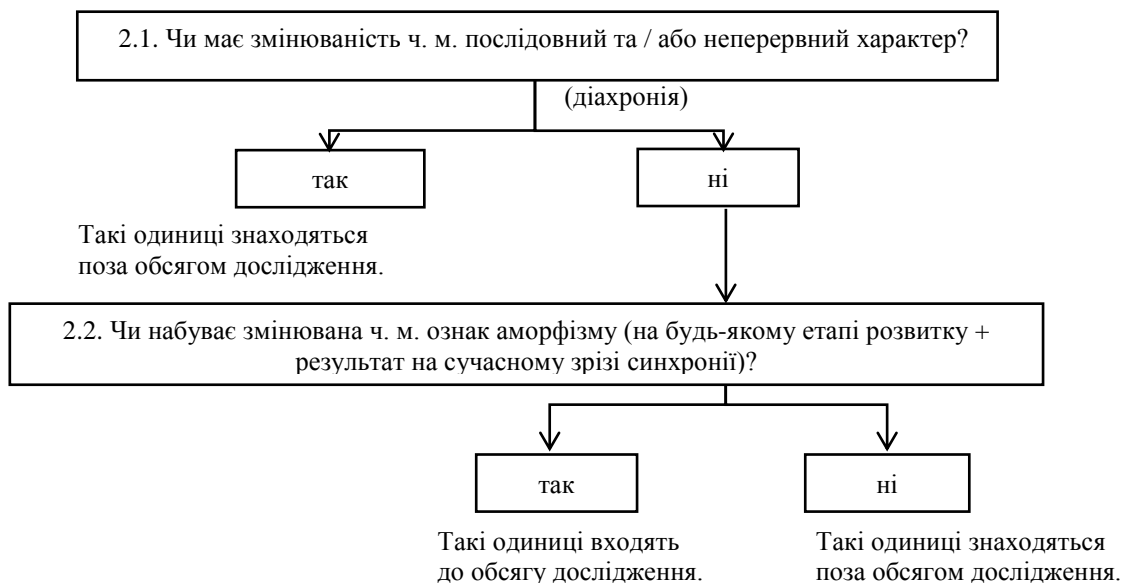 2.1. Чи має змінюваність ч. м. послідовний та / або неперервний характер?
(діахронія)
так
ні
Такі одиниці знаходяться
поза обсягом дослідження.
2.2. Чи набуває змінювана ч. м. ознак аморфізму (на будь-якому етапі розвитку +
результат на сучасному зрізі синхронії)?
так
ні
Такі одиниці входять
до обсягу дослідження.
Такі одиниці знаходяться
поза обсягом дослідження.